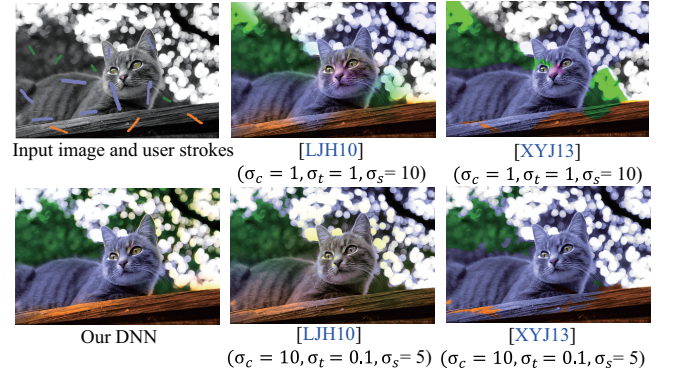 Input image and user strokes
[LJH10]
[XYJ13]
(σc = 1, σt = 1, σs= 10)
(σc = 1, σt = 1, σs= 10)
Our DNN
[LJH10]
[XYJ13]
(σc = 10, σt = 0.1, σs= 5)
(σc = 10, σt = 0.1, σs= 5)